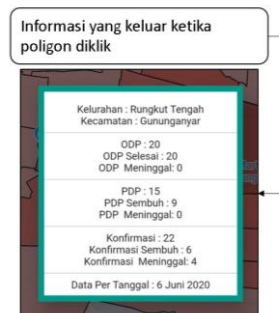 Informasi yang keluar ketika
poligon diklik
Kelurahan : Rungkut Tengah
Kecamatan : Gununganyar
ODP : 20
ODP Selesai : 20
ODP Meninggal: 0
PDP : 15
PDP Sembuh : 9
PDP Meninggal: 0
Konfirmasi : 22
Konfirmasi Sembuh : 6
Konfirmasi Meninggal: 4
Data Per Tanggal : 6 Juni 2020